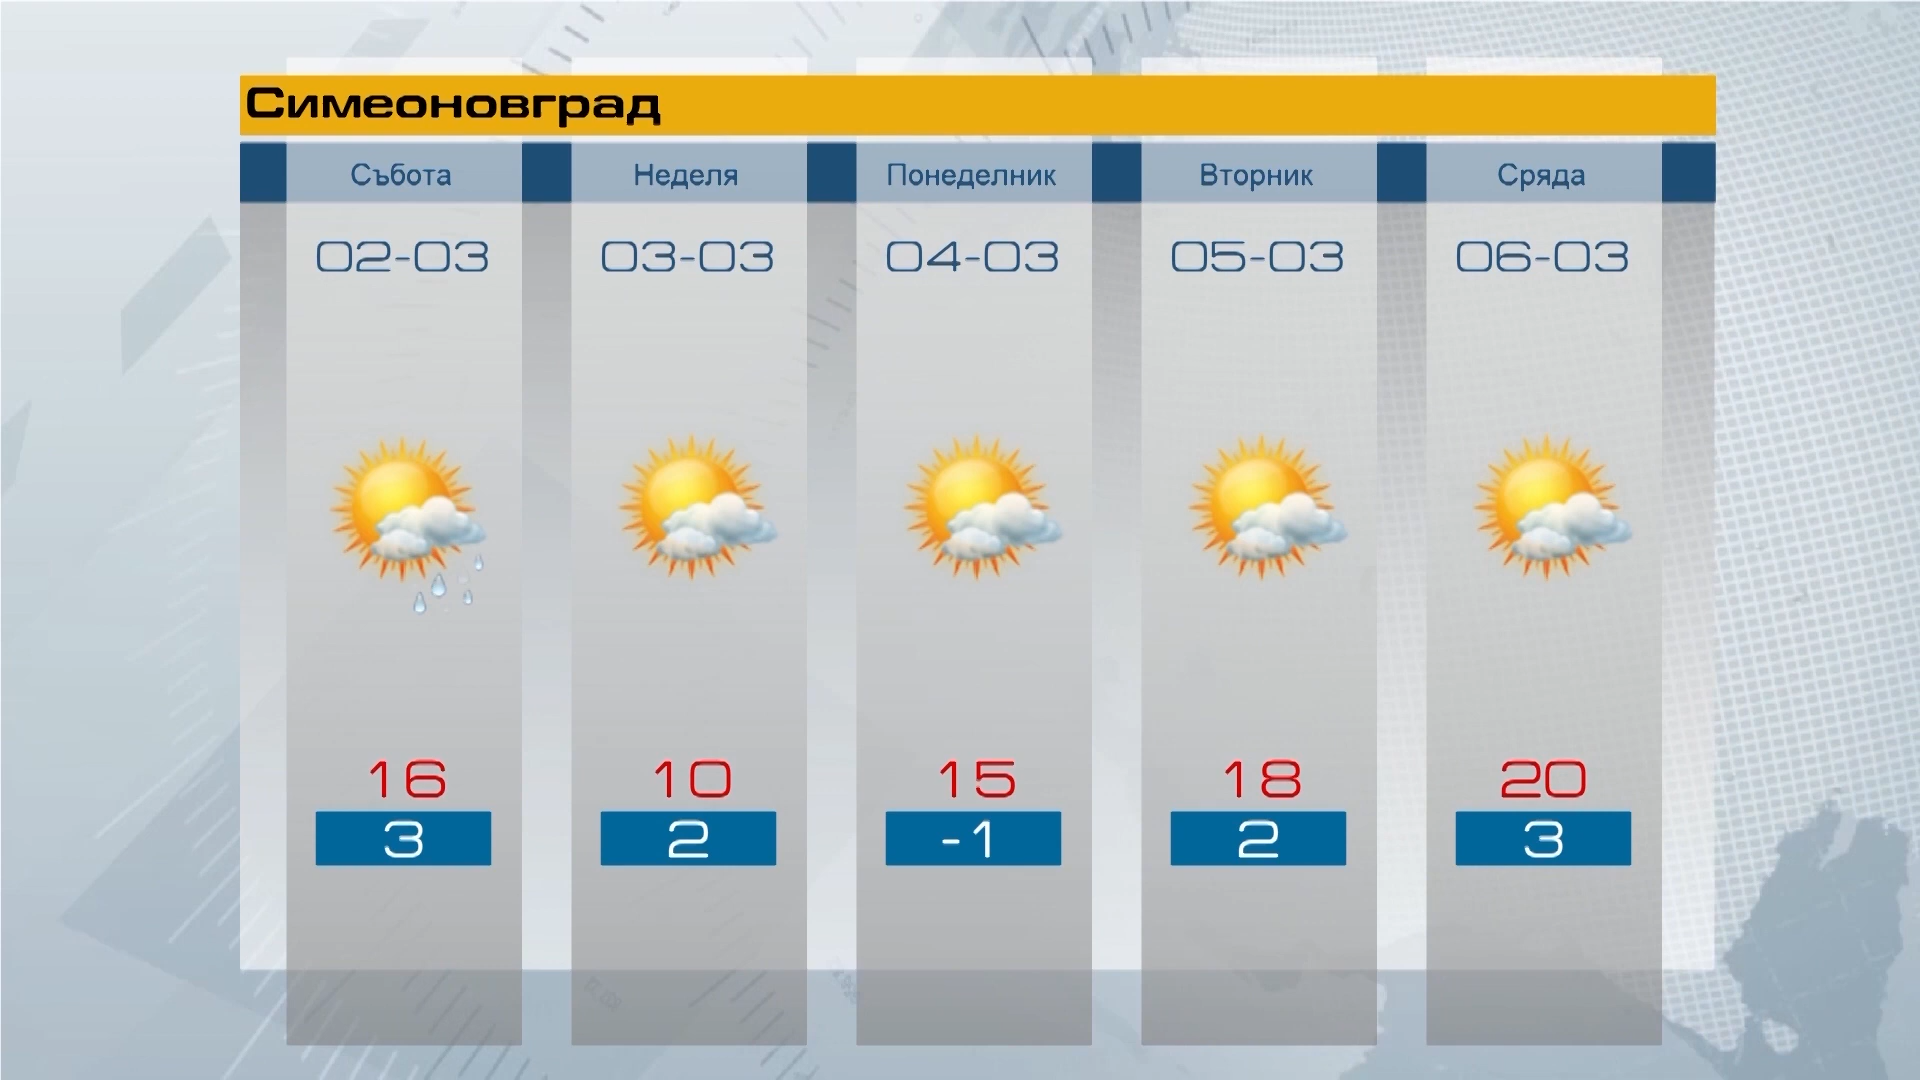 Симеоновград
Събота Неделя Понеделник Вторник Сряда
02-03 03-03 04-03 05-03 06-03
16 10 15 18 20
3 2 -1 2 3